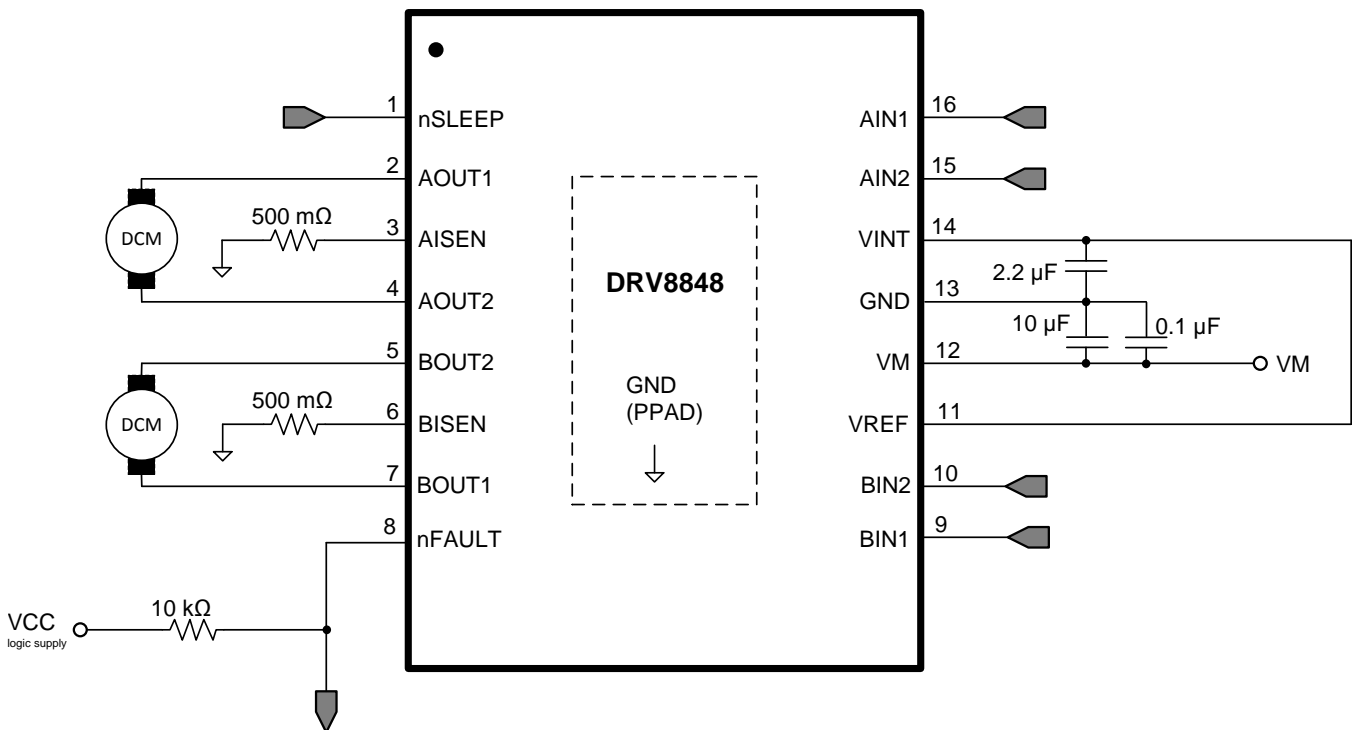 1
nSLEEP
2
AOUT1
DCM
500 mΩ
3
AISEN
4
AOUT2
5
BOUT2
DCM
500 mΩ
6
BISEN
7
BOUT1
8
nFAULT
VCC
logic supply
10 kΩ
DRV8848
GND
(PPAD)
AIN1
16
AIN2
15
VINT
14
2.2 µF
GND
13
10 µF
0.1 µF
VM
12
VM
VREF
11
BIN2
10
BIN1
9